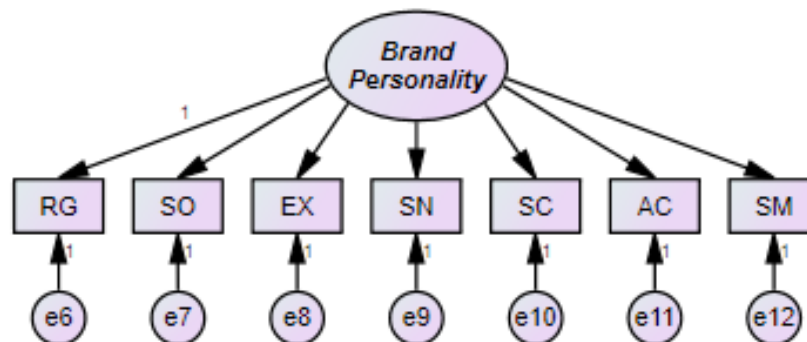 Brand
Personality
1
RG SO EX SN SC AC SM
1 1 1 1 1 1 1
e6 e7 e8 e9 e10 e11 e12